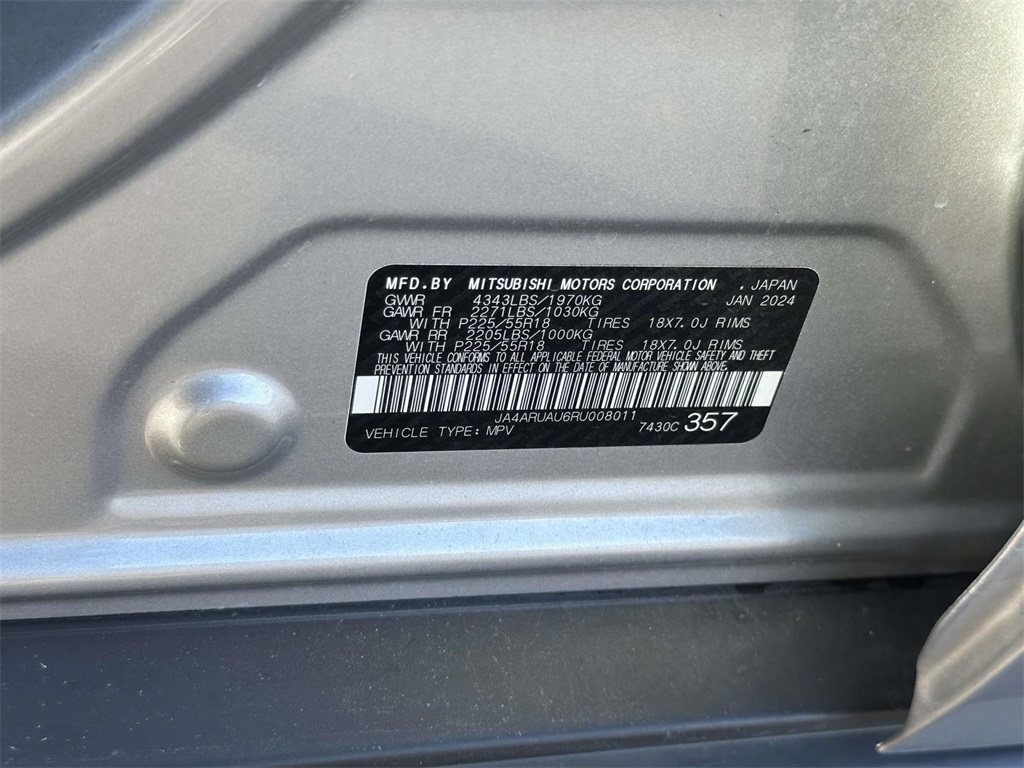 MFD.BY MITSUBISHI MOTORS CORPORATION , JAPAN
GVWR 4343LBS/1970KG JAN 2024
GAWR FR 2271LBS/1030KG
WITH P225/55R18 TIRES 18X7.0J RIMS
GAWR RR 2205LBS/1000KG
WITH P225/55R18 TIRES 18X7.0J RIMS
THIS VEHICLE CONFORMS TO ALL APPLICABLE FEDERAL MOTOR VEHICLE SAFETY AND THEFT
PREVENTION STANDARDS IN EFFECT ON THE DATE OF MANUFACTURE SHOWN ABOVE.
JA4ARUAU6RU008011
VEHICLE TYPE: MPV 7430C 357